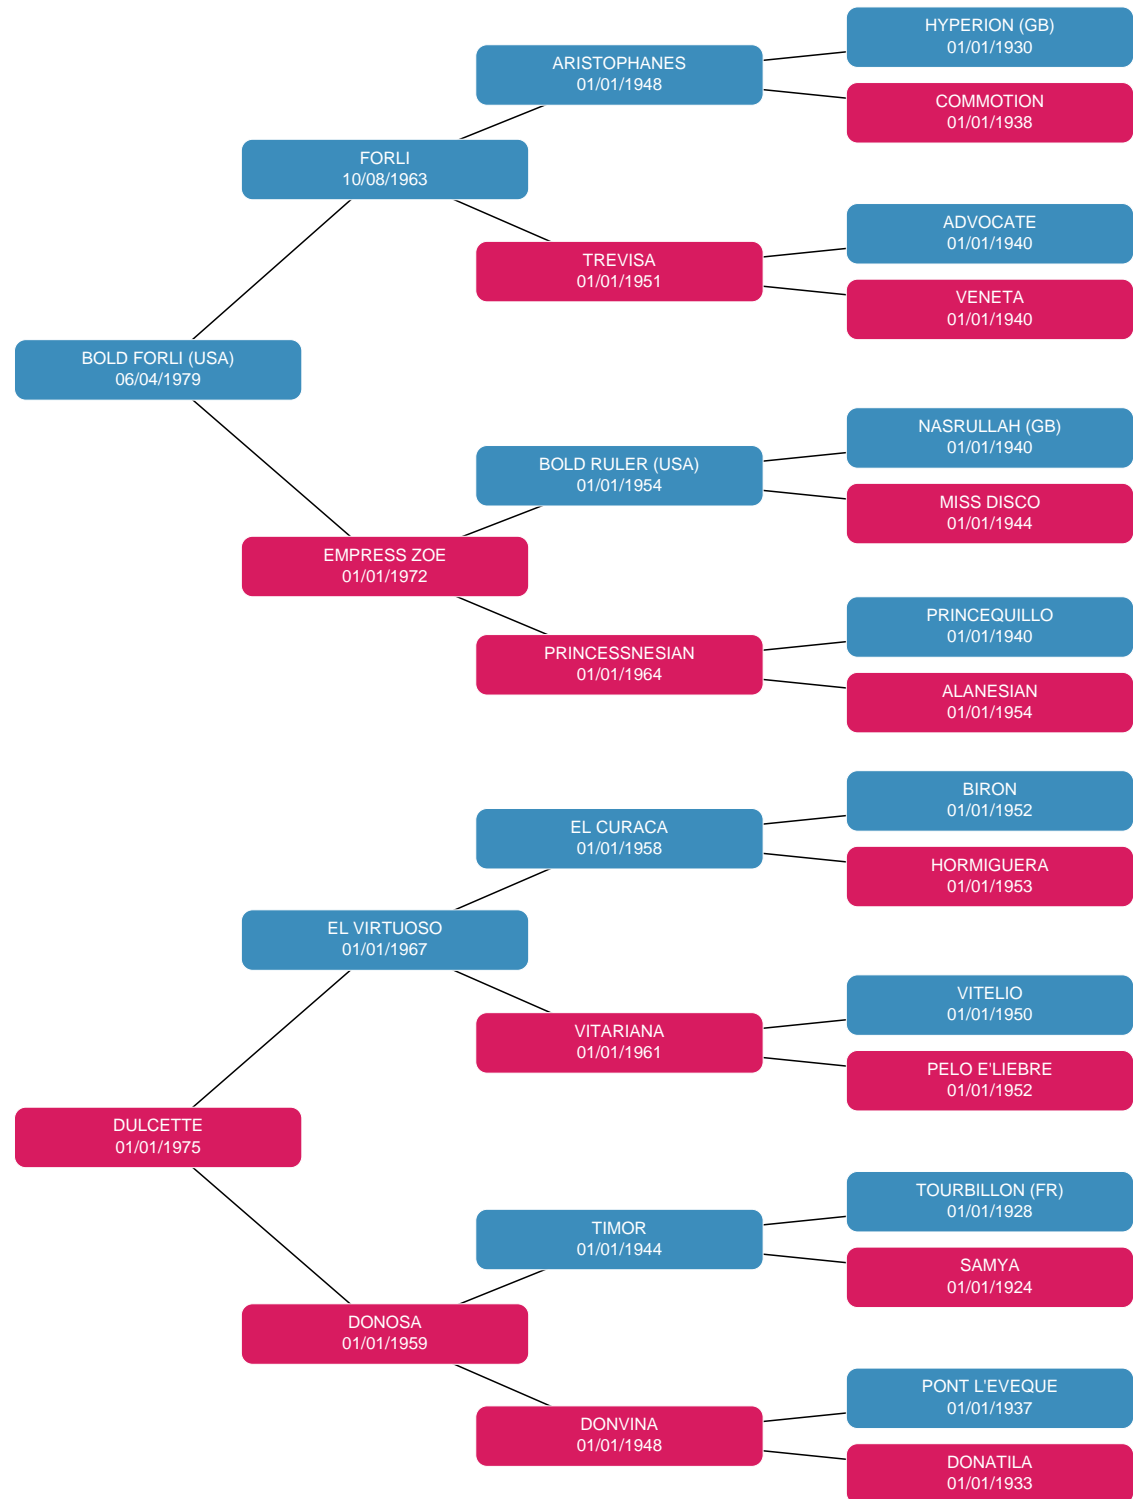 HYPERION (GB)
01/01/1930
ARISTOPHANES
01/01/1948
COMMOTION
01/01/1938
FORLI
10/08/1963
ADVOCATE
01/01/1940
TREVISA
01/01/1951
VENETA
01/01/1940
BOLD FORLI (USA)
06/04/1979
NASRULLAH (GB)
01/01/1940
BOLD RULER (USA)
01/01/1954
MISS DISCO
01/01/1944
EMPRESS ZOE
01/01/1972
PRINCEQUILLO
01/01/1940
PRINCESSNESIAN
01/01/1964
ALANESIAN
01/01/1954
BIRON
01/01/1952
EL CURACA
01/01/1958
HORMIGUERA
01/01/1953
EL VIRTUOSO
01/01/1967
VITELIO
01/01/1950
VITARIANA
01/01/1961
PELO E'LIEBRE
01/01/1952
DULCETTE
01/01/1975
TOURBILLON (FR)
01/01/1928
TIMOR
01/01/1944
SAMYA
01/01/1924
DONOSA
01/01/1959
PONT L'EVEQUE
01/01/1937
DONVINA
01/01/1948
DONATILA
01/01/1933